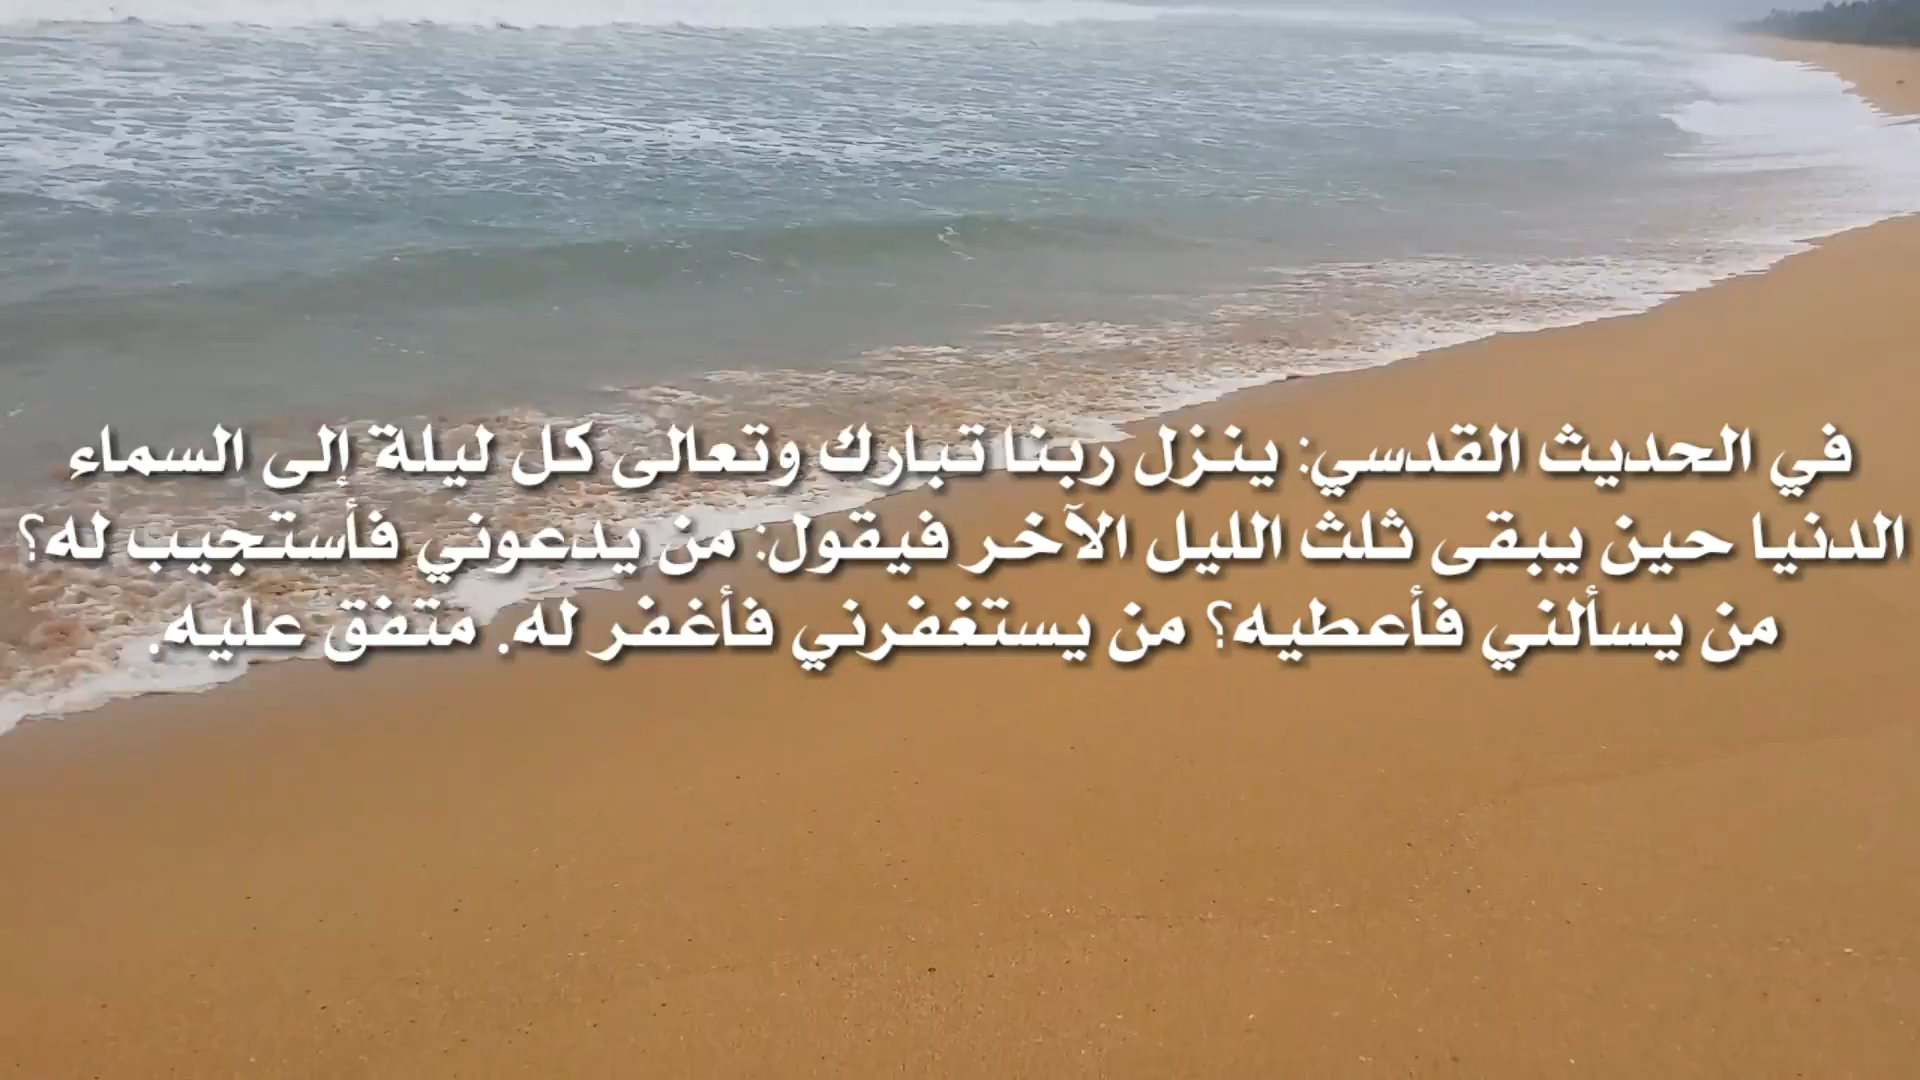 في الحديث القدسي: ينزل ربنا تبارك وتعالى كل ليلة إلى السماء
الدنيا حين يبقى ثلث الليل الآخر فيقول: من يدعوني فأستجيب له؟
من يسألني فأعطيه؟ من يستغفرني فأغفر له. متفق عليه.